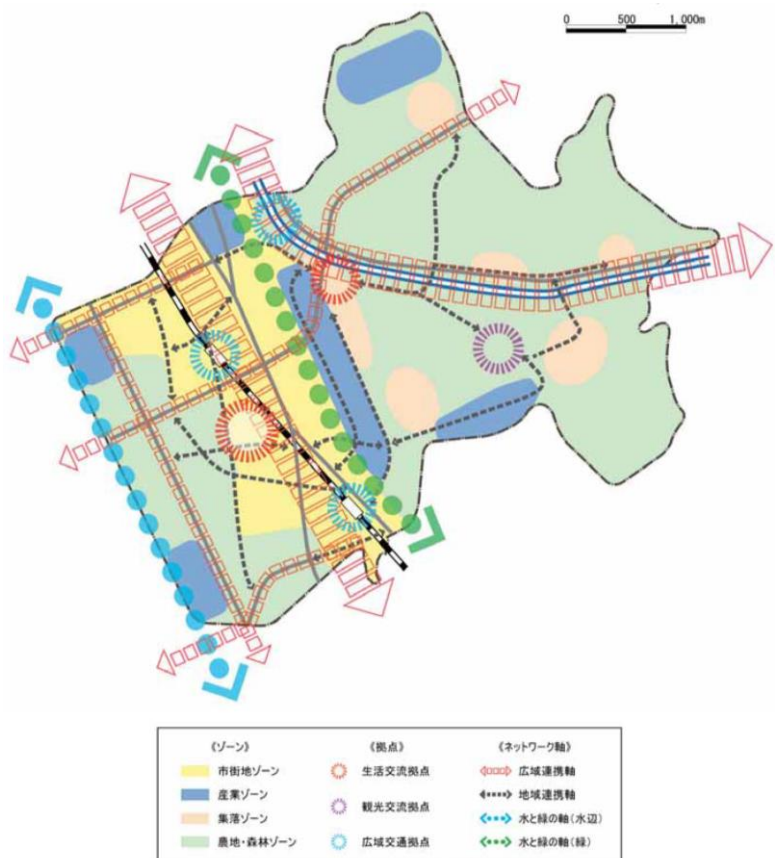 0 500 1,000m
《ゾーン》 《拠点》 《ネットワーク軸》
市街地ゾーン 生活交流拠点 広域連携軸
産業ゾーン 観光交流拠点 地域連携軸
集落ゾーン 広域交通拠点 水と緑の軸(水辺)
農地・森林ゾーン 水と緑の軸(緑)